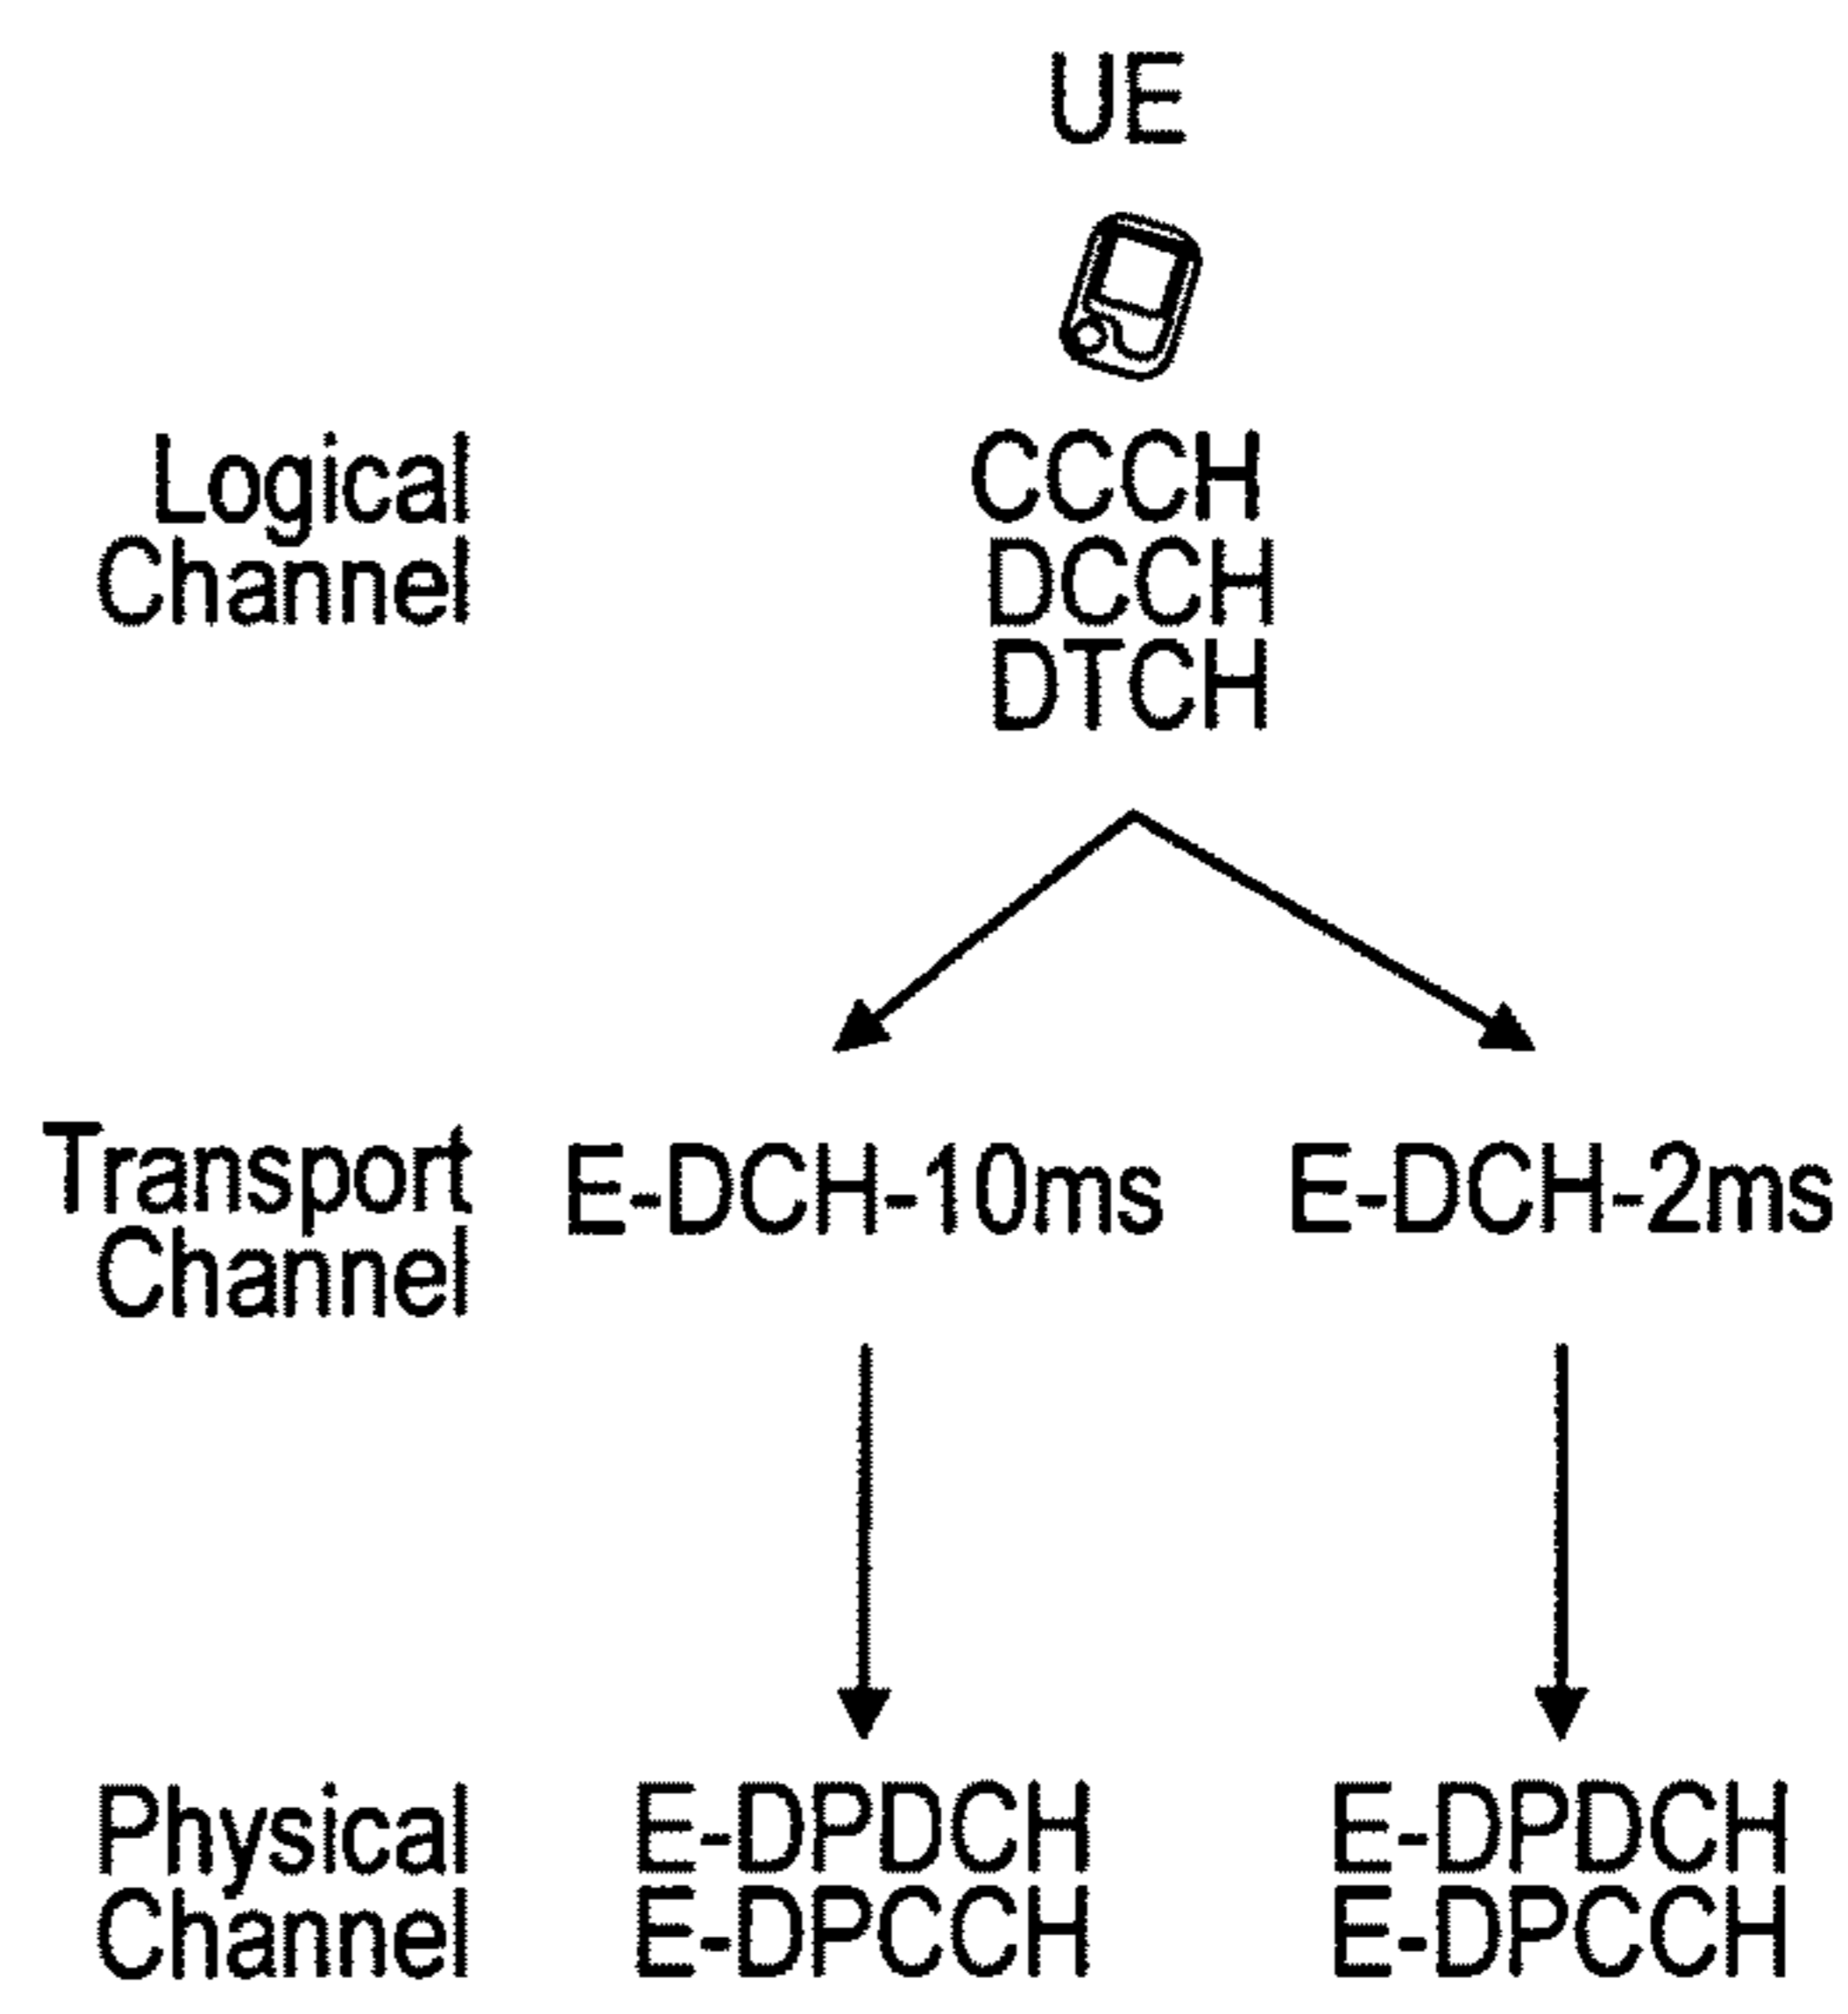 UE
Logical
Channel
CCCH
DCCH
DTCH
Transport
Channel
E-DCH-10ms
E-DCH-2ms
Physical
Channel
E-DPDCH
E-DPCCH
E-DPDCH
E-DPCCH